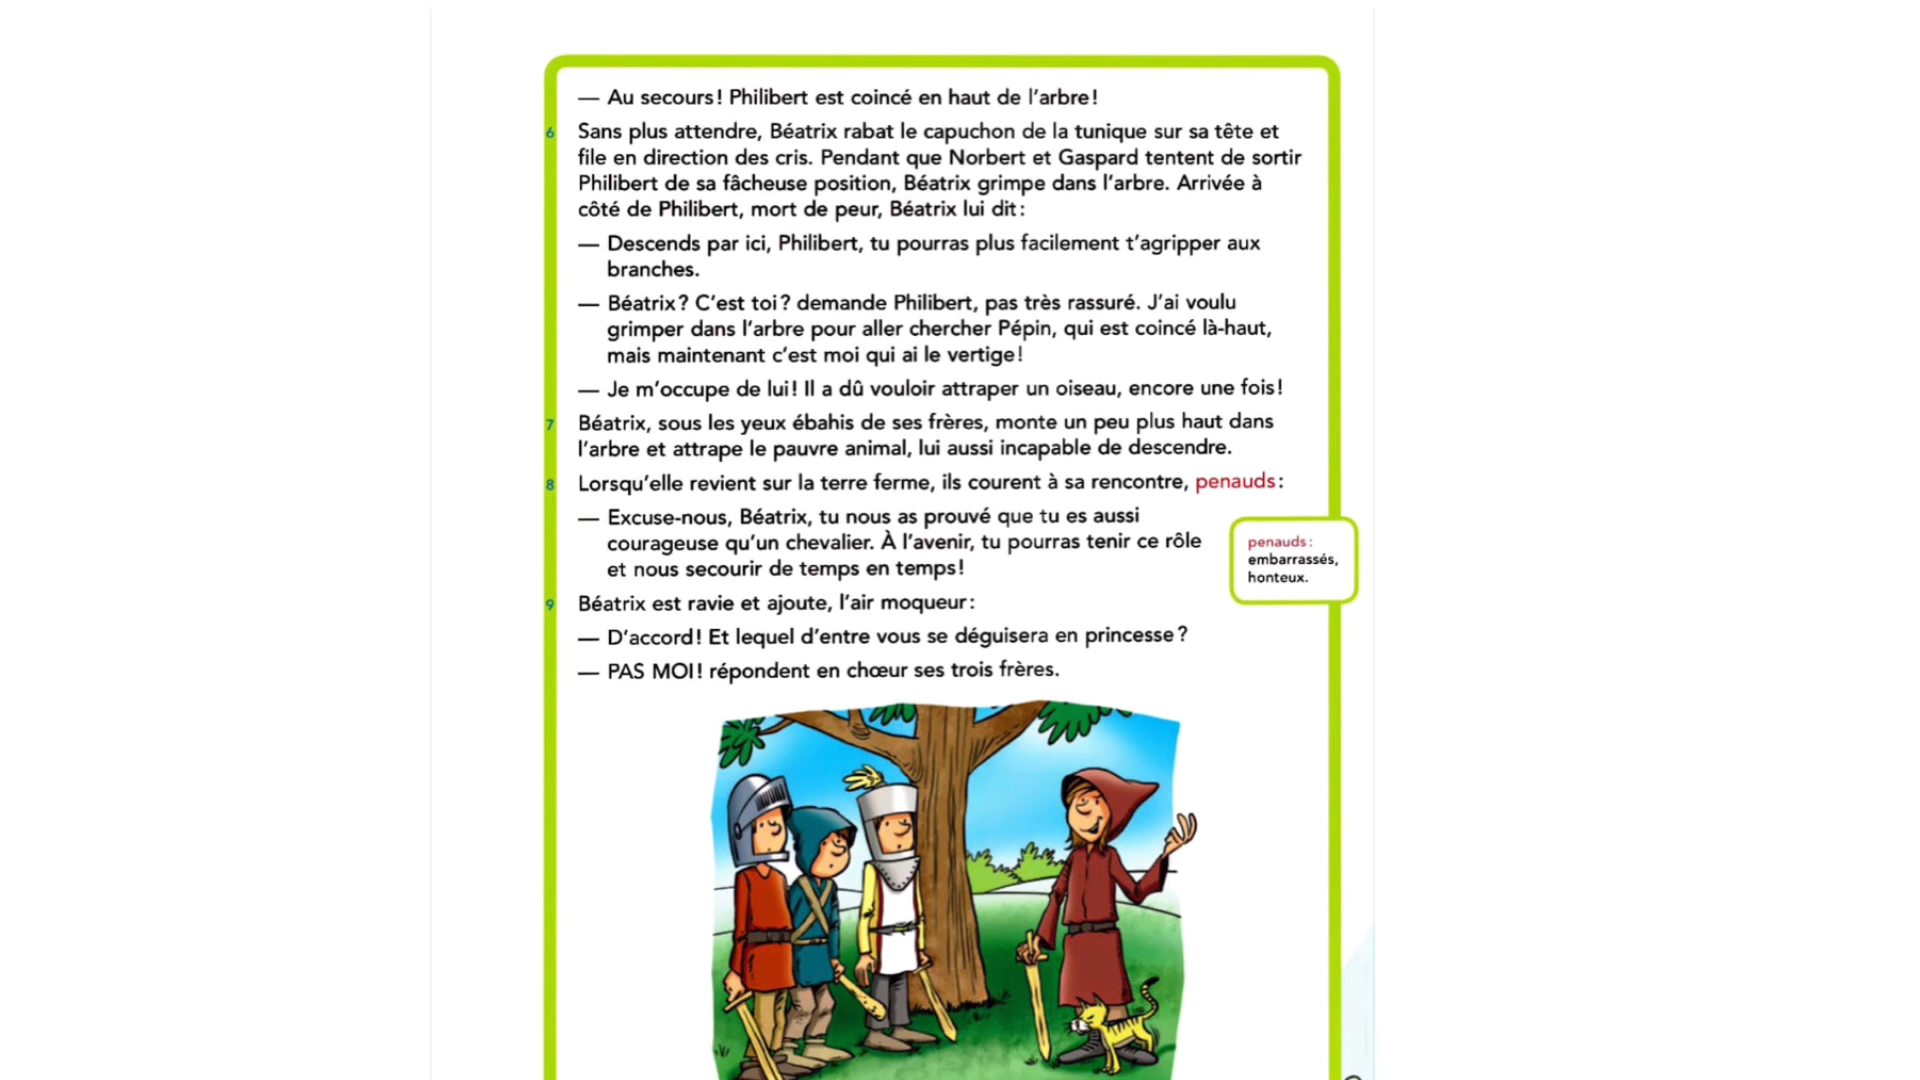 — Au secours! Philibert est coincé en haut de l'arbre!
6 Sans plus attendre, Béatrix rabat le capuchon de la tunique sur sa tête et
file en direction des cris. Pendant que Norbert et Gaspard tentent de sortir
Philibert de sa fâcheuse position, Béatrix grimpe dans l'arbre. Arrivée à
côté de Philibert, mort de peur, Béatrix lui dit :
— Descends par ici, Philibert, tu pourras plus facilement t'agripper aux
branches.
— Béatrix? C'est toi? demande Philibert, pas très rassuré. J'ai voulu
grimper dans l'arbre pour aller chercher Pépin, qui est coincé là-haut,
mais maintenant c'est moi qui ai le vertige!
— Je m'occupe de lui! Il a dû vouloir attraper un oiseau, encore une fois!
7 Béatrix, sous les yeux ébahis de ses frères, monte un peu plus haut dans
l'arbre et attrape le pauvre animal, lui aussi incapable de descendre.
8 Lorsqu'elle revient sur la terre ferme, ils courent à sa rencontre, penauds :
— Excuse-nous, Béatrix, tu nous as prouvé que tu es aussi
courageuse qu'un chevalier. À l'avenir, tu pourras tenir ce rôle
et nous secourir de temps en temps!
penauds :
embarrassés,
honteux.
9 Béatrix est ravie et ajoute, l'air moqueur :
— D'accord! Et lequel d'entre vous se déguisera en princesse?
— PAS MOI! répondent en chœur ses trois frères.